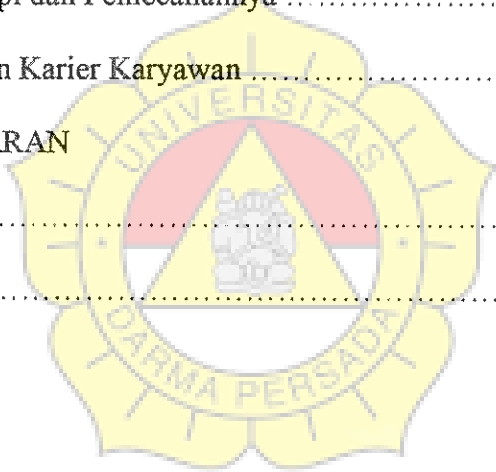 pi dan Pemecahannya ........................
n Karier Karyawan ........................
RAN
........................
........................
UNIVERSITAS
DARMA PERSADA